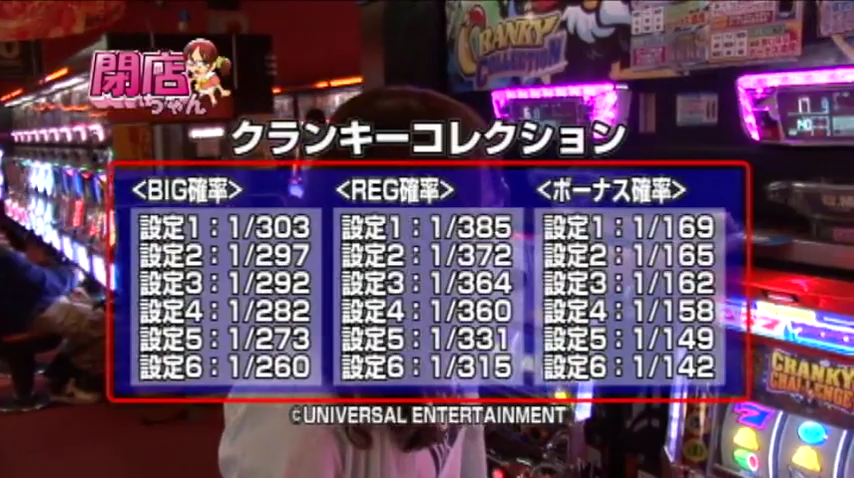 CRANKY
COLLECTION
閉店
ちゃん
クランキーコレクション
<BIG確率>
設定1:1/303
設定2:1/297
設定3:1/292
設定4:1/282
設定5:1/273
設定6:1/260
<REG確率>
設定1:1/385
設定2:1/372
設定3:1/364
設定4:1/360
設定5:1/331
設定6:1/315
<ボーナス確率>
設定1:1/169
設定2:1/165
設定3:1/162
設定4:1/158
設定5:1/149
設定6:1/142
©UNIVERSAL ENTERTAINMENT
CRANKY
CHALLENGE